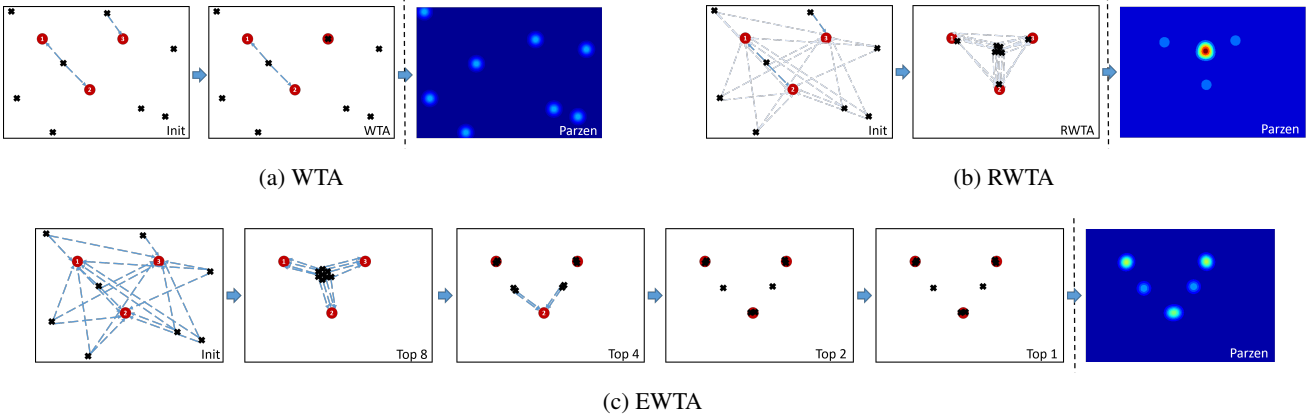 1
3
2
Init
1
2
WTA
Parzen
(a) WTA
1
3
2
Init
1
3
2
RWTA
Parzen
(b) RWTA
1
3
2
Init
1
3
2
Top 8
2
Top 4
Top 2
Top 1
Parzen
(c) EWTA